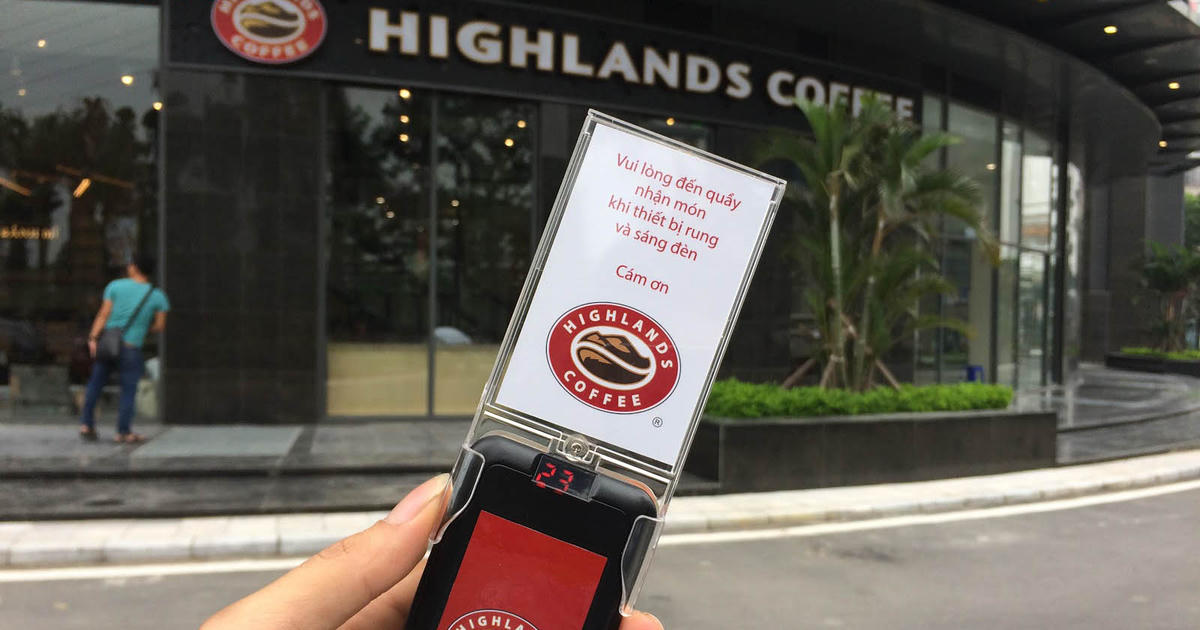 HIGHLANDS COFFEE
HIGHLANDS COFFEE
Vui lòng đến quầy
nhận món
khi thiết bị rung
và sáng đèn
Cám ơn
HIGHLANDS
COFFEE
®
23